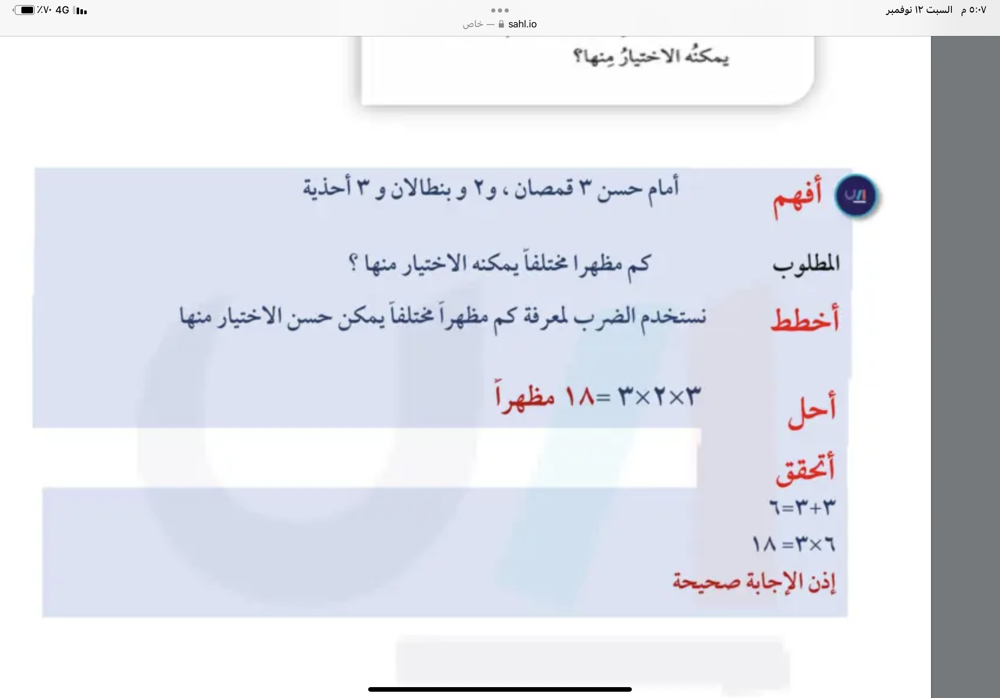 ٥:٠٧ م السبت ١٢ نوفمبر
٪٧٠ 4G
sahl.io — خاص
يمكنُه الاختيارُ مِنها؟
أفهم
أمام حسن ٣ قمصان ، و٢ و بنطالان و ٣ أحذية
المطلوب
كم مظهرا مختلفاً يمكنه الاختيار منها ؟
أخطط
نستخدم الضرب لمعرفة كم مظهراً مختلفاً يمكن حسن الاختيار منها
أحل
٣×٢×٣ =١٨ مظهراً
أتحقق
٣+٣=٦
٦×٣= ١٨
إذن الإجابة صحيحة